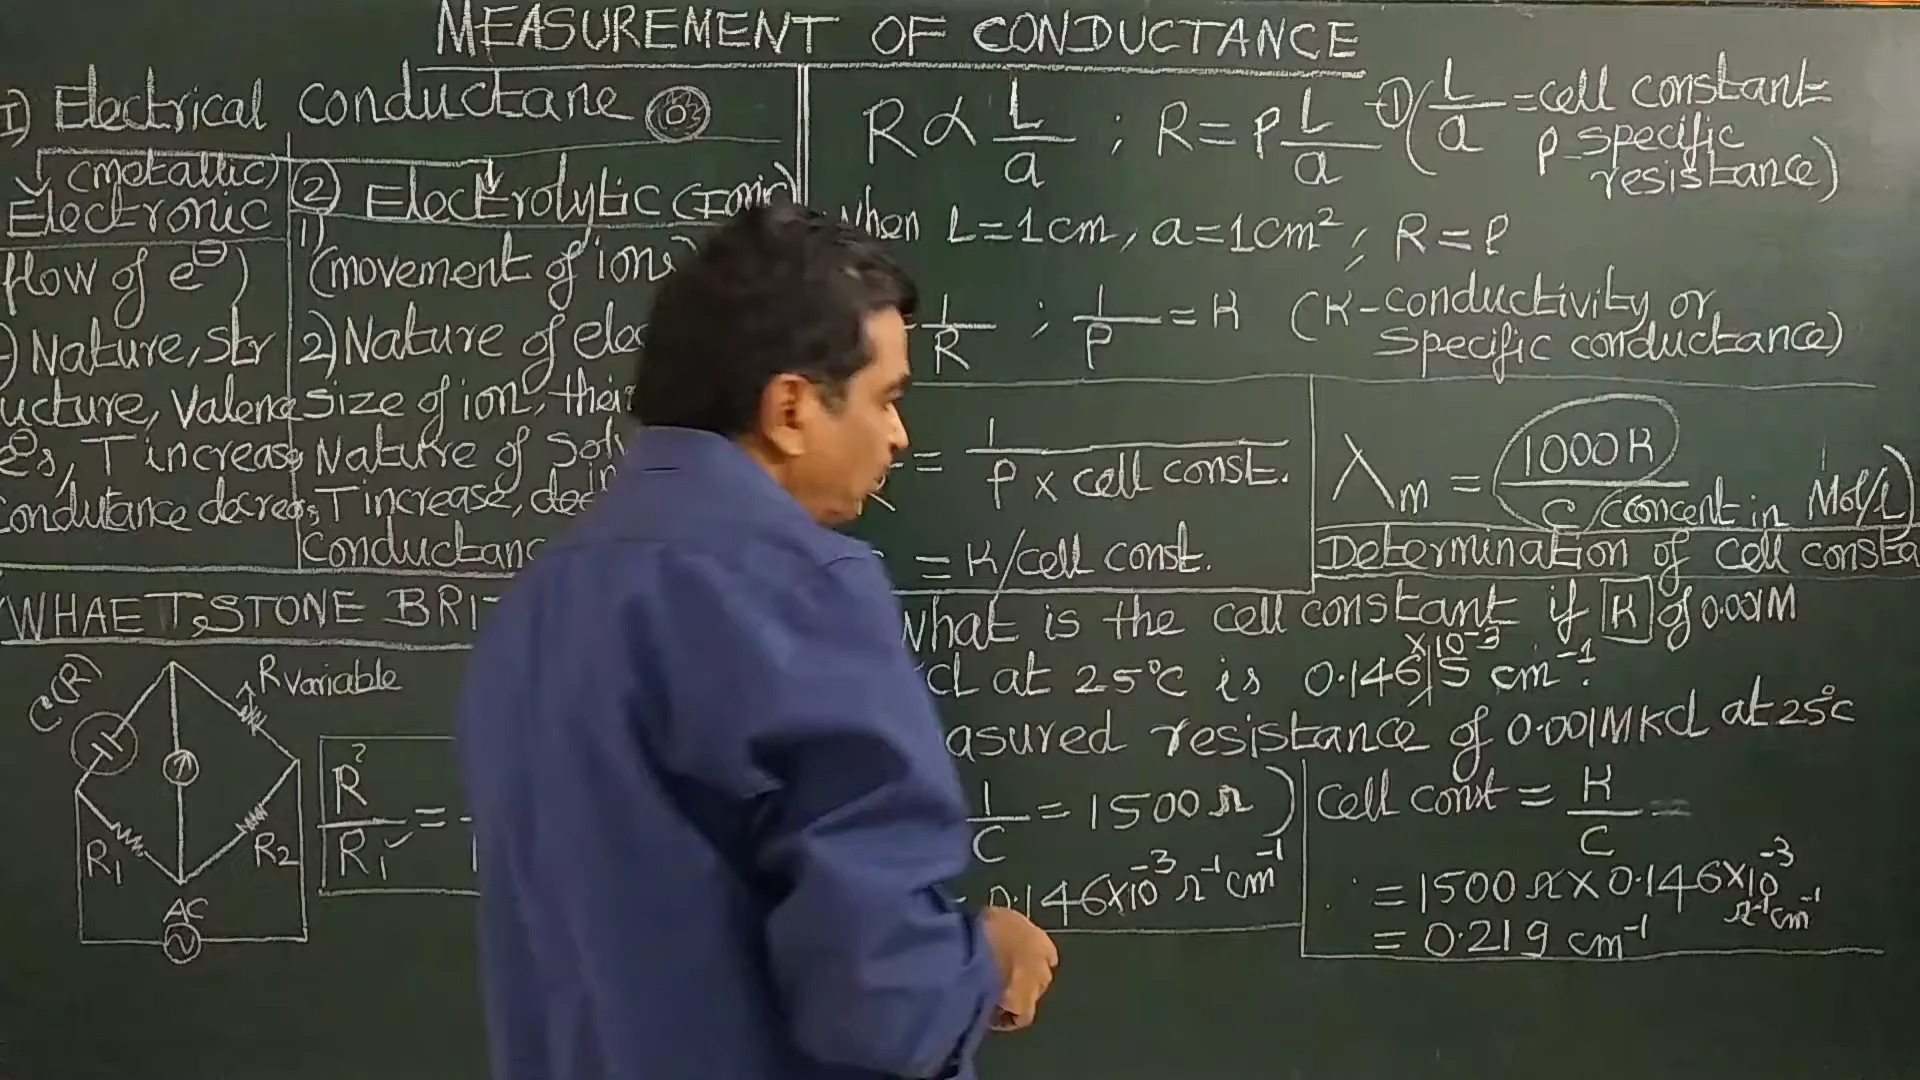 MEASUREMENT OF CONDUCTANCE
I) Electrical conductane
(metallic)
Electronic
flow of e⊖)
Nature, Str
ucture, Valence
e⊖s, T increase
Conductance decreas
② Electrolytic (Ionic)
1)
(movement of ions)
2) Nature of elec
size of ion, their
Nature of Solv
T increase, dec in
Conductanc
R ∝ L/a ; R = ρ L/a -① (L/a = cell constant
ρ - specific
resistance)
when L=1cm, a=1cm² ; R=ρ
1/R ; 1/ρ = K (K-conductivity or
Specific conductance)
= 1/ρ x cell const.
= K/cell const.
λm = 1000K/C (concent in Mol/L)
Determination of cell consta
WHAETSTONE BRI
C(R)
R variable
R1
R2
AC
R?/R1 =
What is the cell constant if K of 0.001M
CL at 25°C is 0.1465 x10⁻³ cm⁻¹.
asured resistance of 0.001M KCl at 25°C
1/C = 1500 Ω)
0.146x10⁻³ Ω⁻¹ cm⁻¹
Cell const = K/C =
= 1500 Ω x 0.146x10⁻³
Ω⁻¹cm⁻¹
= 0.219 cm⁻¹